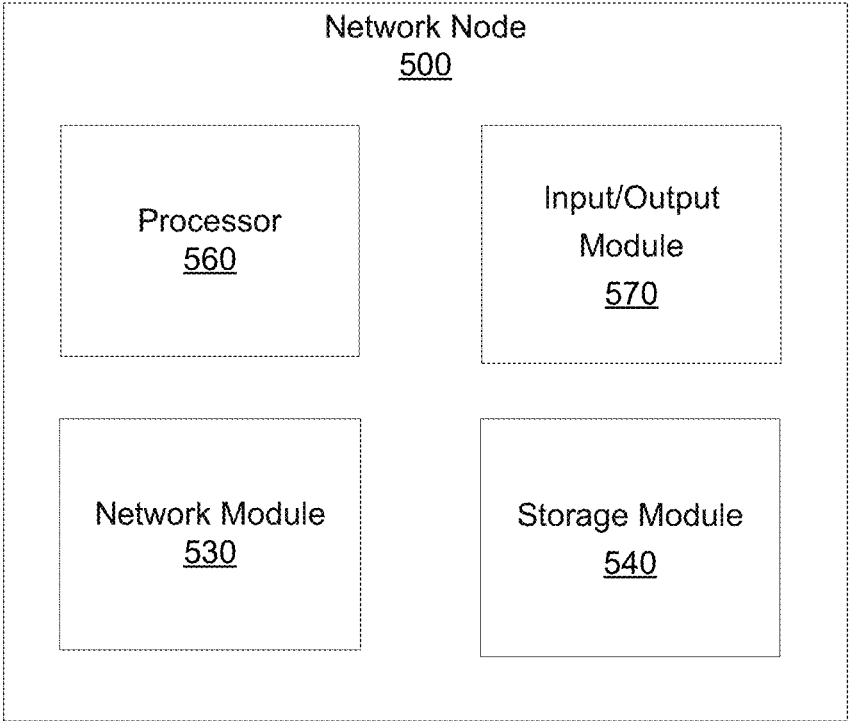 Network Node
500
Processor
560
Input/Output
Module
570
Network Module
530
Storage Module
540